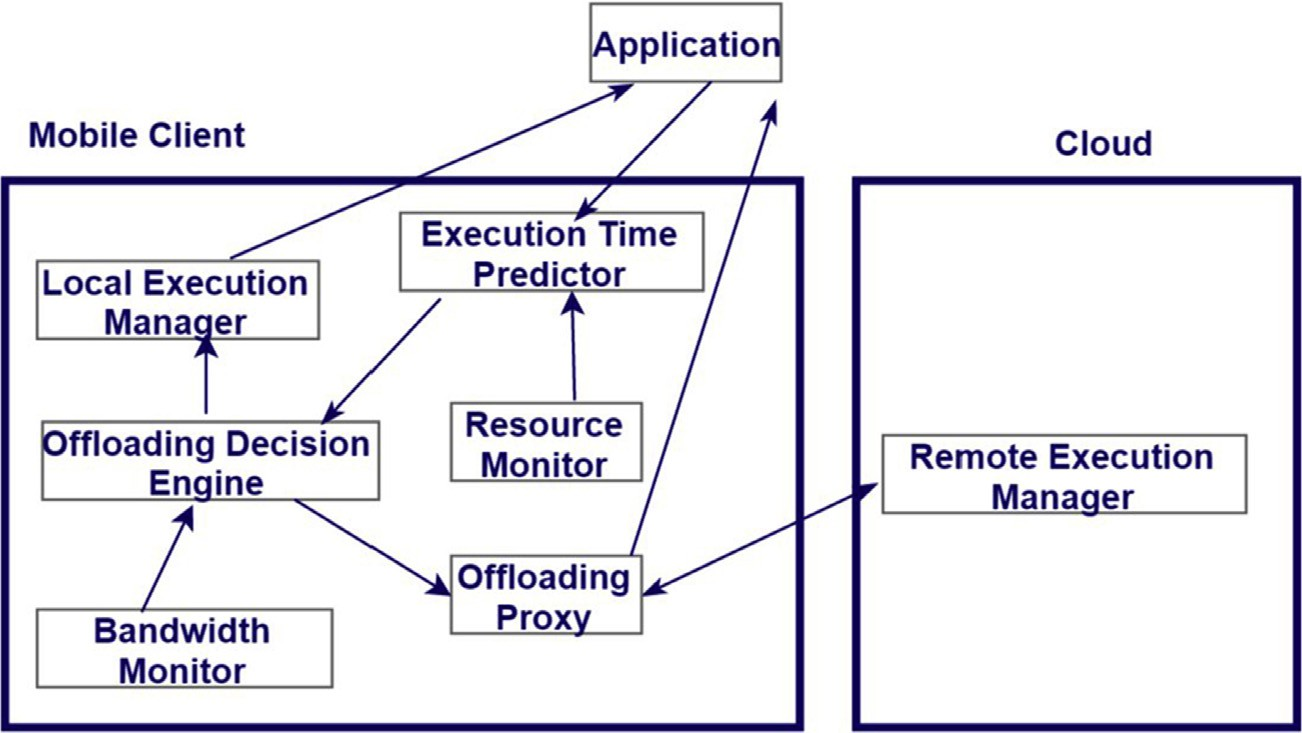 Application
Mobile Client
Cloud
Execution Time
Predictor
Local Execution
Manager
Resource
Monitor
Offloading Decision
Engine
Remote Execution
Manager
Offloading
Proxy
Bandwidth
Monitor